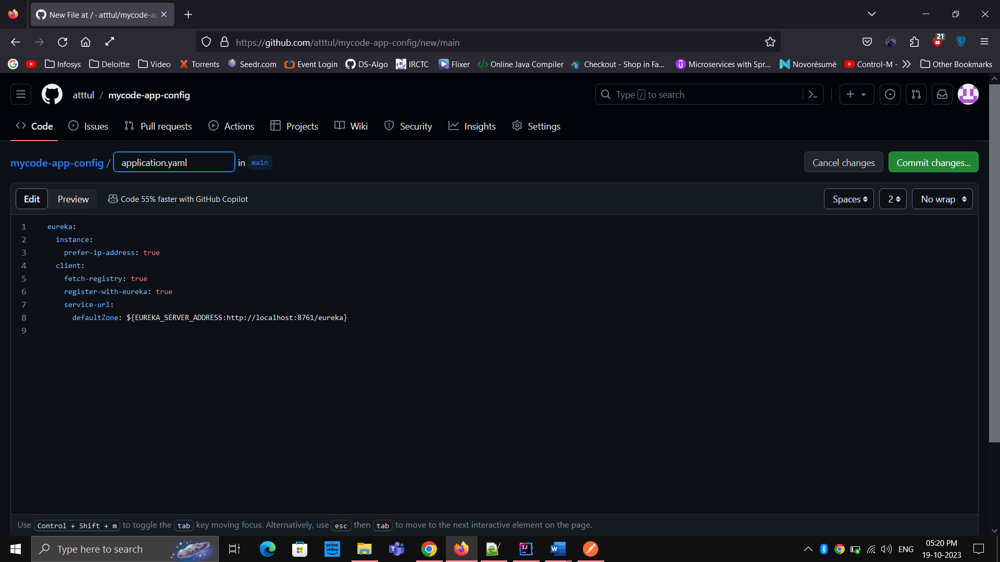 New File at / · atttul/mycode-ap
https://github.com/atttul/mycode-app-config/new/main
21
Infosys Deloitte Video Torrents Seedr.com Event Login DS-Algo IRCTC Flixer Online Java Compiler Checkout - Shop in Fa... Microservices with Spr... Novorésumé Control-M - Other Bookmarks
atttul / mycode-app-config
Type / to search
Code Issues Pull requests Actions Projects Wiki Security Insights Settings
mycode-app-config / application.yaml in main
Cancel changes Commit changes...
Edit Preview Code 55% faster with GitHub Copilot
Spaces 2 No wrap
1 eureka:
2 instance:
3 prefer-ip-address: true
4 client:
5 fetch-registry: true
6 register-with-eureka: true
7 service-url:
8 defaultZone: ${EUREKA_SERVER_ADDRESS:http://localhost:8761/eureka}
9
Use Control + Shift + m to toggle the tab key moving focus. Alternatively, use esc then tab to move to the next interactive element on the page.
Type here to search
prime video
ENG
05:20 PM
19-10-2023